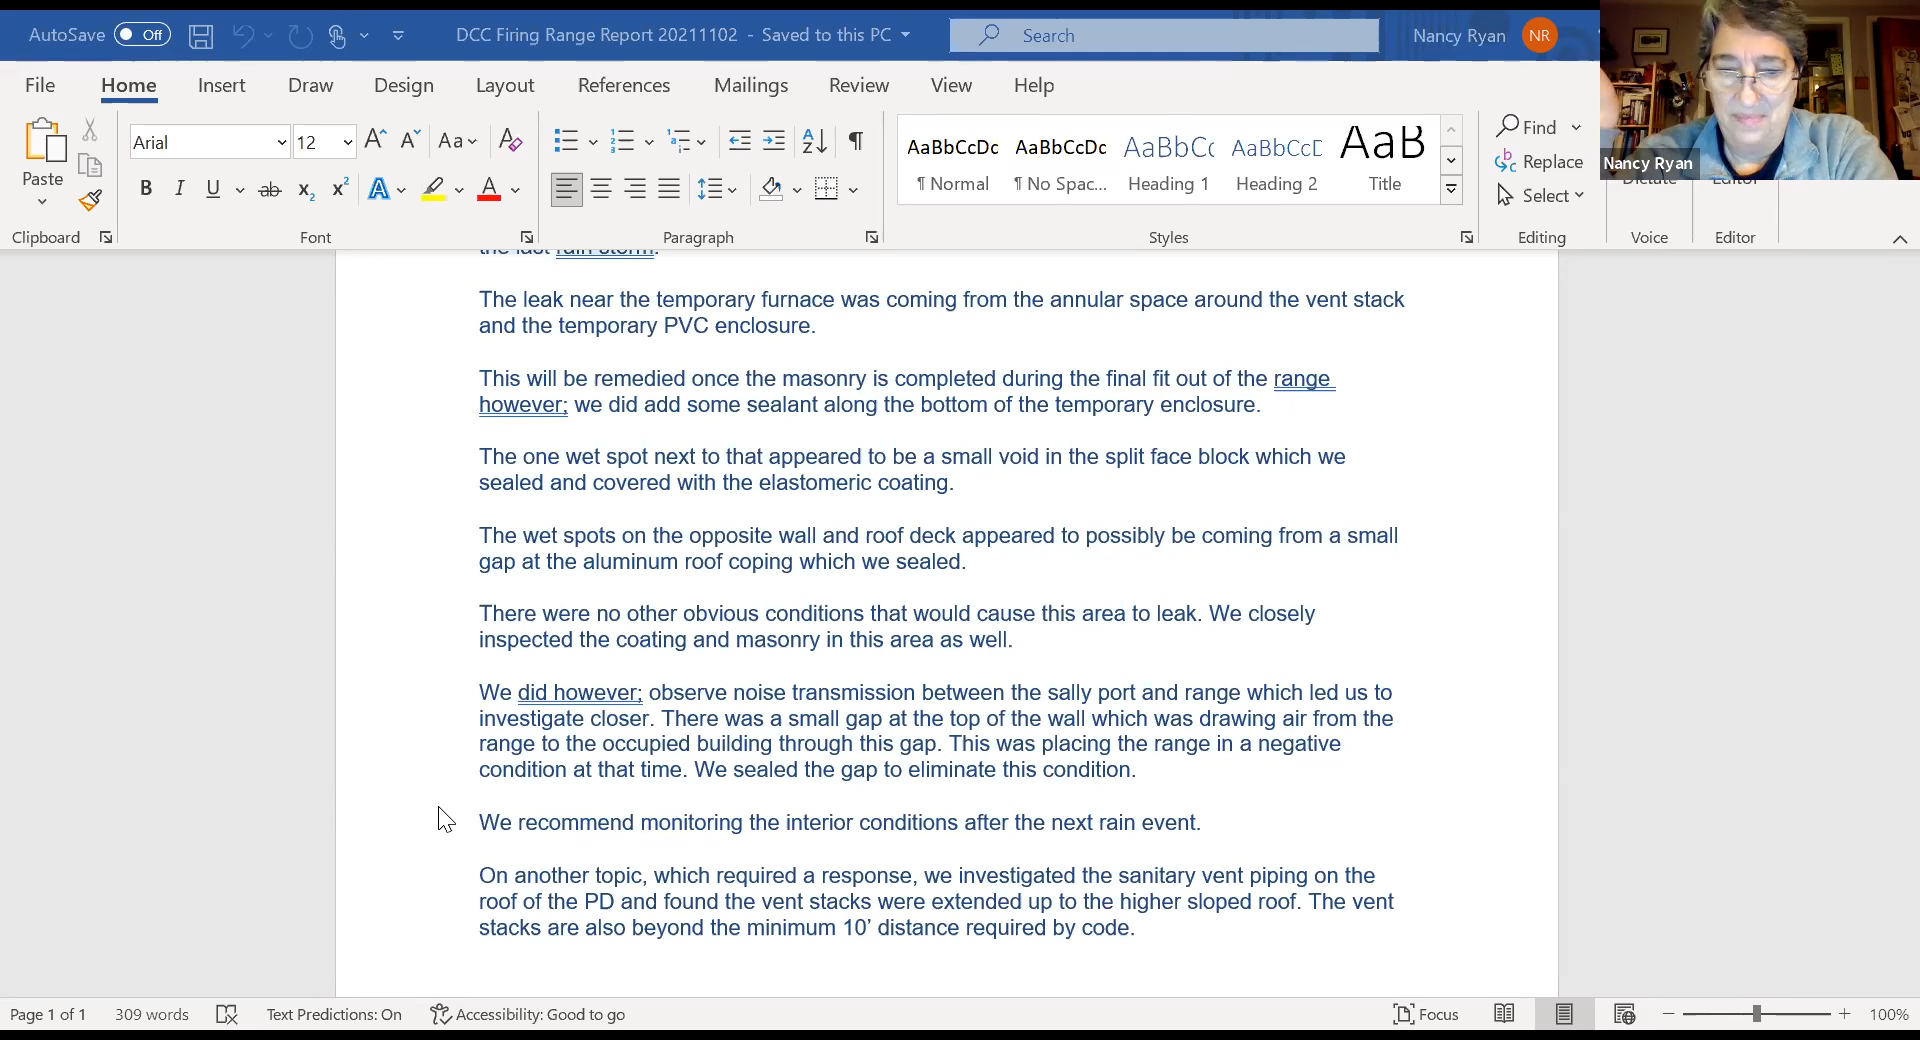 AutoSave Off DCC Firing Range Report 20211102 - Saved to this PC Search Nancy Ryan NR
File Home Insert Draw Design Layout References Mailings Review View Help
Paste
Clipboard
Arial 12
Aa
B I U ab x2 x2 A A
Font
Paragraph
AaBbCcDc AaBbCcDc AaBbCc AaBbCcD AaB
¶ Normal ¶ No Spac... Heading 1 Heading 2 Title
Styles
Find
Replace
Select
Editing
Dictate
Voice
Editor
Editor
Nancy Ryan
the last rain storm.
The leak near the temporary furnace was coming from the annular space around the vent stack
and the temporary PVC enclosure.
This will be remedied once the masonry is completed during the final fit out of the range
however; we did add some sealant along the bottom of the temporary enclosure.
The one wet spot next to that appeared to be a small void in the split face block which we
sealed and covered with the elastomeric coating.
The wet spots on the opposite wall and roof deck appeared to possibly be coming from a small
gap at the aluminum roof coping which we sealed.
There were no other obvious conditions that would cause this area to leak. We closely
inspected the coating and masonry in this area as well.
We did however; observe noise transmission between the sally port and range which led us to
investigate closer. There was a small gap at the top of the wall which was drawing air from the
range to the occupied building through this gap. This was placing the range in a negative
condition at that time. We sealed the gap to eliminate this condition.
We recommend monitoring the interior conditions after the next rain event.
On another topic, which required a response, we investigated the sanitary vent piping on the
roof of the PD and found the vent stacks were extended up to the higher sloped roof. The vent
stacks are also beyond the minimum 10’ distance required by code.
Page 1 of 1 309 words Text Predictions: On Accessibility: Good to go Focus 100%